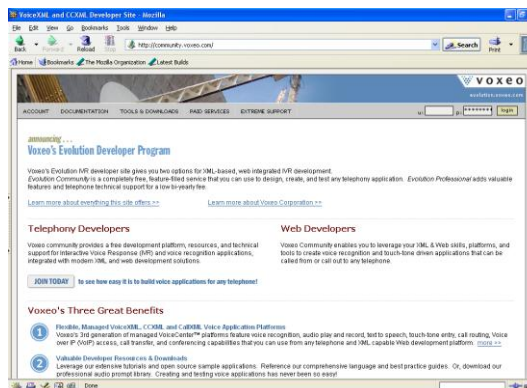 VoiceXML and CCXML Developer Site - Mozilla
File Edit View Go Bookmarks Tools Window Help
Back Forward Reload Stop http://community.voxeo.com/ Search Print
Home Bookmarks The Mozilla Organization Latest Builds
voxeo
evolution.voxeo.com
ACCOUNT DOCUMENTATION TOOLS & DOWNLOADS PAID SERVICES EXTREME SUPPORT u: p: ******** login
announcing . . .
Voxeo's Evolution Developer Program
Voxeo's Evolution IVR developer site gives you two options for XML-based, web integrated IVR development.
Evolution Community is a completely free, feature-filled service that you can use to design, create, and test any telephony application. Evolution Professional adds valuable
features and telephone technical support for a low bi-yearly fee.
Learn more about everything this site offers >> Learn more about Voxeo Corporation >>
Telephony Developers
Voxeo community provides a free development platform, resources, and technical
support for Interactive Voice Response (IVR) and voice recognition applications,
integrated with modern XML and web development solutions.
Web Developers
Voxeo Community enables you to leverage your XML & Web skills, platforms, and
tools to create voice recognition and touch-tone driven applications that can be
called from or call out to any telephone.
JOIN TODAY to see how easy it is to build voice applications for any telephone!
Voxeo's Three Great Benefits
1 Flexible, Managed VoiceXML, CCXML and CallXML Voice Application Platforms
Voxeo's 3rd generation of managed VoiceCenter™ platforms feature voice recognition, audio play and record, text to speech, touch-tone entry, call routing, Voice
over IP (VoIP) access, call transfer, and conferencing capabilities that you can use from any telephone and XML capable Web development platform. more >>
2 Valuable Developer Resources & Downloads
Leverage our extensive tutorials and open source sample applications. Reference our comprehensive language and best practice guides. Or, download our
professional audio prompt library. Creating and testing voice applications has never been so easy!
Done